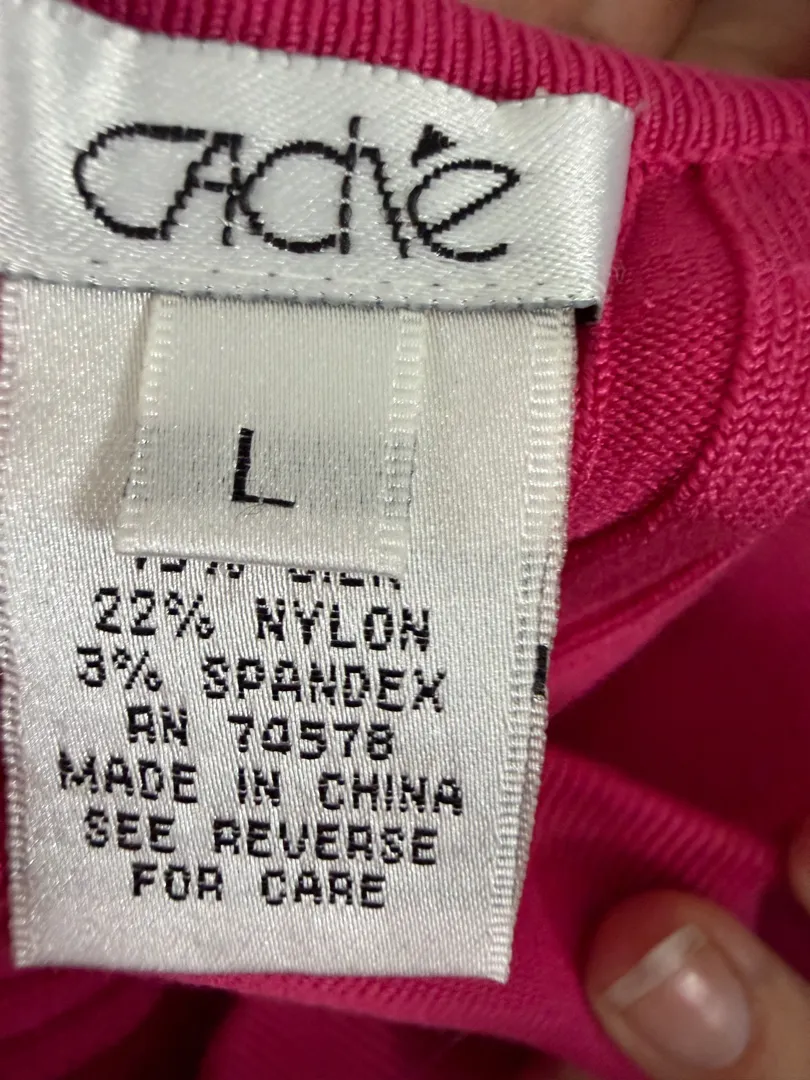 CACHÉ
L
22% NYLON
3% SPANDEX
RN 74578
MADE IN CHINA
SEE REVERSE
FOR CARE